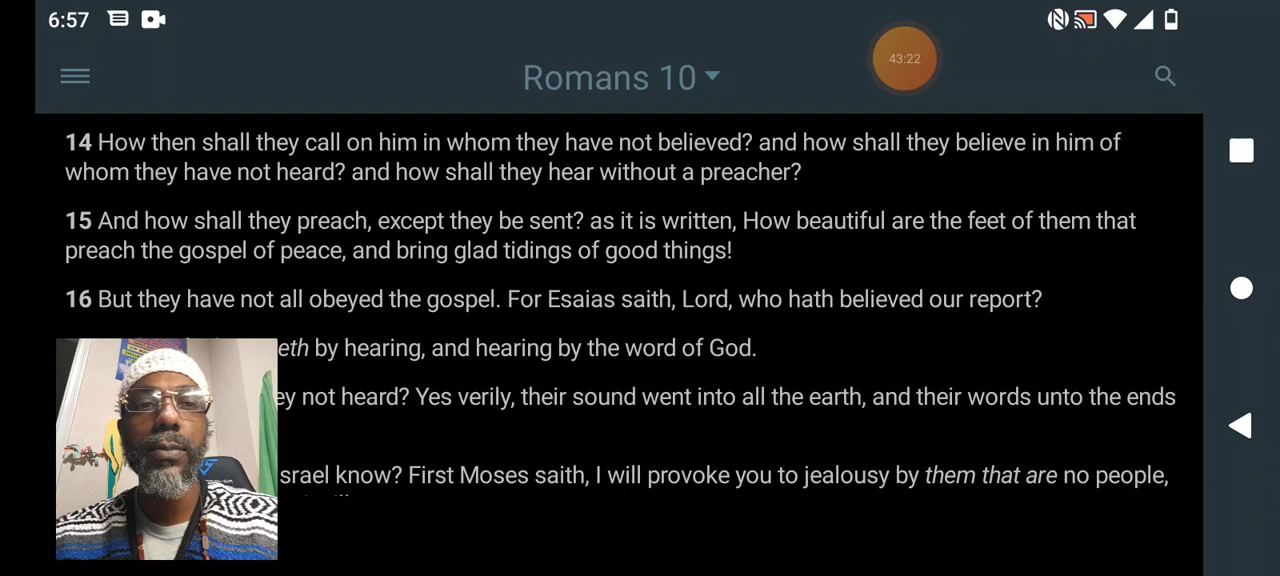 6:57
43:22
Romans 10
14 How then shall they call on him in whom they have not believed? and how shall they believe in him of
whom they have not heard? and how shall they hear without a preacher?
15 And how shall they preach, except they be sent? as it is written, How beautiful are the feet of them that
preach the gospel of peace, and bring glad tidings of good things!
16 But they have not all obeyed the gospel. For Esaias saith, Lord, who hath believed our report?
eth by hearing, and hearing by the word of God.
ey not heard? Yes verily, their sound went into all the earth, and their words unto the ends
srael know? First Moses saith, I will provoke you to jealousy by them that are no people,